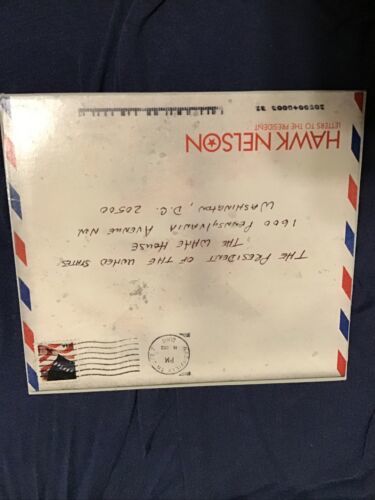 PM
THE PRESIDENT OF THE UNITED STATES
THE WHITE HOUSE
1600 PENNSYLVANIA AVENUE NW
WASHINGTON, D.C. 20500
HAWK NELSON
LETTERS TO THE PRESIDENT